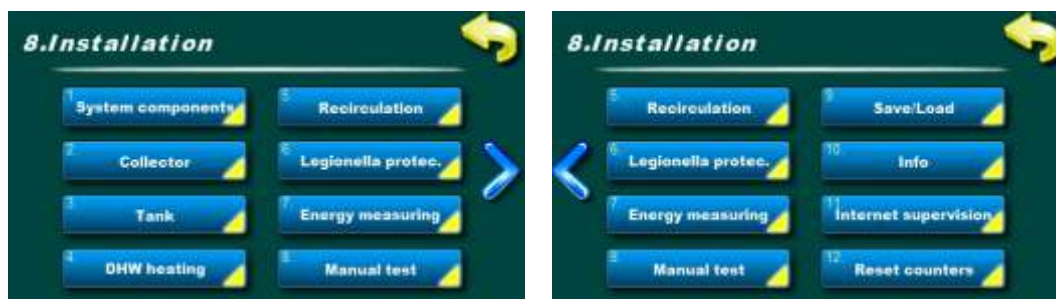 8.Installation
1 System components
2 Collector
3 Tank
4 DHW heating
5 Recirculation
6 Legionella protec.
7 Energy measuring
8 Manual test
8.Installation
5 Recirculation
6 Legionella protec.
7 Energy measuring
8 Manual test
9 Save/Load
10 Info
11 Internet supervision
12 Reset counters